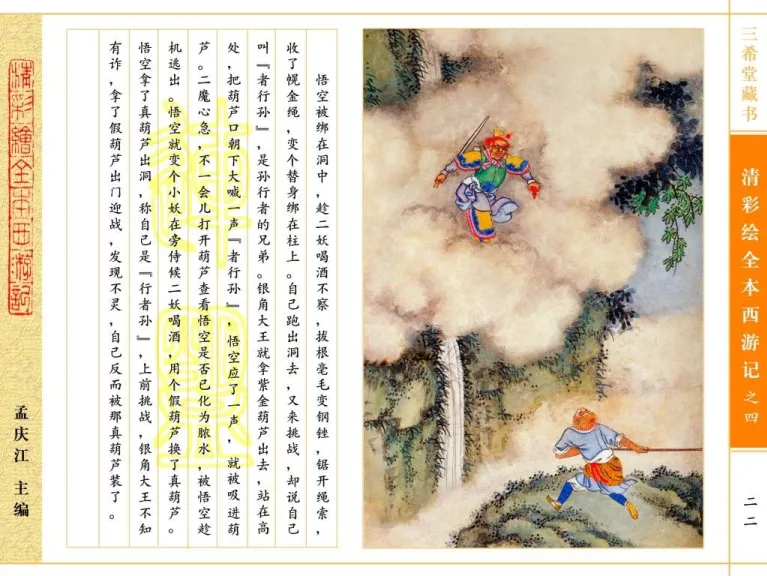 三希堂藏书
清彩绘全本西游记之四
二二
悟空被绑在洞中，趁二妖喝酒不察，拔根毫毛变钢锉，锯开绳索，
收了幌金绳，变个替身绑在柱上。自己跑出洞去，又来挑战，却说自己
叫『者行孙』，是孙行者的兄弟。银角大王就拿紫金葫芦出去，站在高
处，把葫芦口朝下大喊一声『者行孙』，悟空应了一声，就被吸进葫
芦。二魔心急，不一会儿打开葫芦查看悟空是否已化为脓水，被悟空趁
机逃出。悟空就变个小妖在旁侍候二妖喝酒，用个假葫芦换了真葫芦。
悟空拿了真葫芦出洞，称自己是『行者孙』，上前挑战，银角大王不知
有诈，拿了假葫芦出门迎战，发现不灵，自己反而被那真葫芦装了。
清彩繪全本西游記
孟庆江 主编